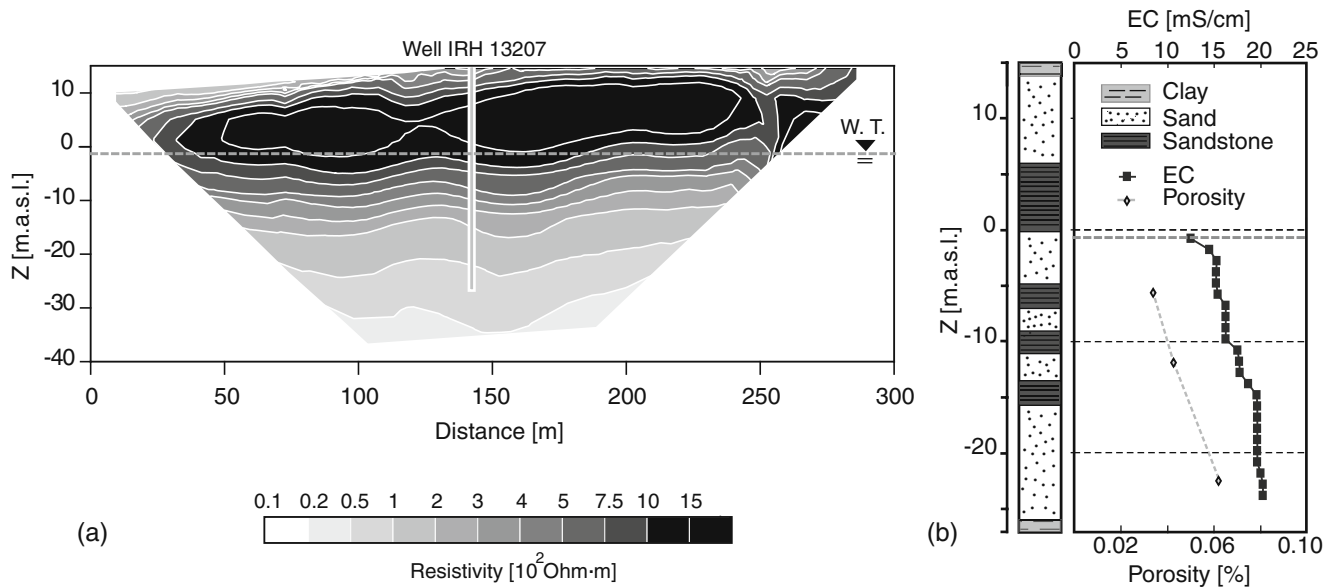 Well IRH 13207
10
0
-10
-20
-30
-40
Z [m.a.s.l.]
W. T.
0 50 100 150 200 250 300
Distance [m]
0.1 0.2 0.5 1 2 3 4 5 7.5 10 15
Resistivity [10²Ohm·m]
(a)
EC [mS/cm]
0 5 10 15 20 25
Clay
Sand
Sandstone
EC
Porosity
10
0
-10
-20
Z [m.a.s.l.]
0.02 0.06 0.10
Porosity [%]
(b)